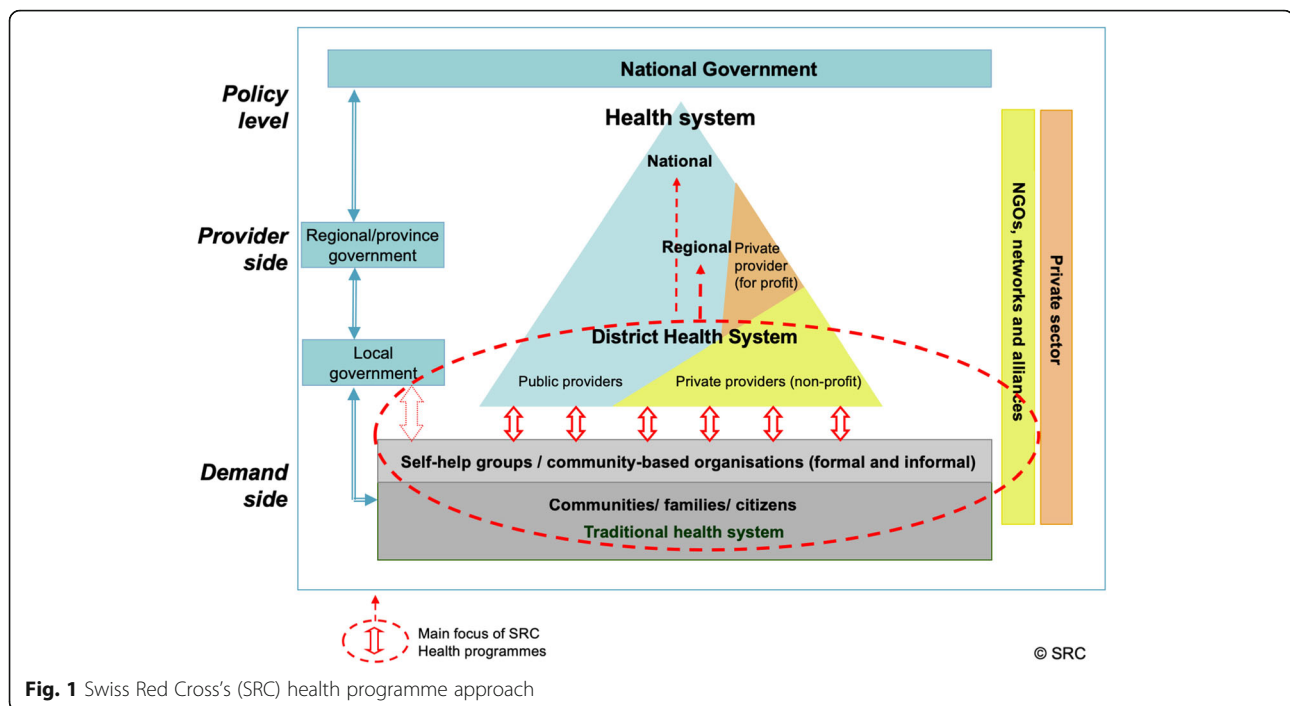 National Government
Policy
level
Health system
National
Regional/province
government
Provider
side
Regional
Private
provider
(for profit)
NGOs, networks and alliances
Private sector
Local
government
District Health System
Public providers
Private providers (non-profit)
Self-help groups / community-based organisations (formal and informal)
Demand
side
Communities/ families/ citizens
Traditional health system
Main focus of SRC
Health programmes
© SRC
Fig. 1 Swiss Red Cross's (SRC) health programme approach